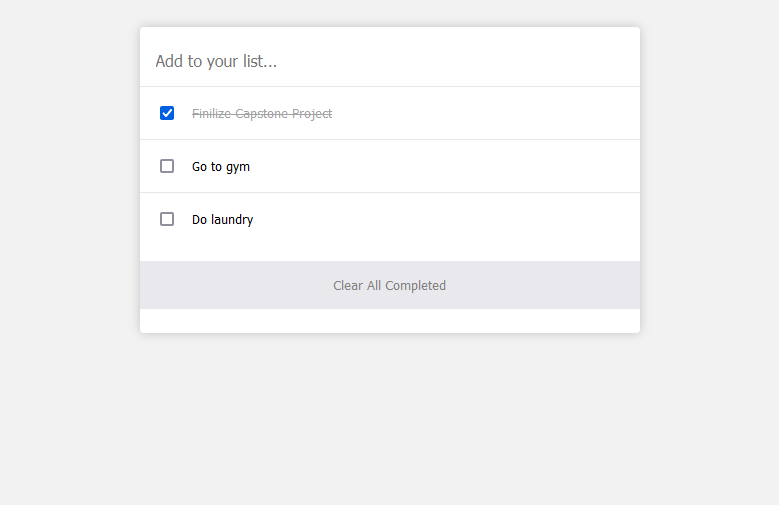 Add to your list...
Finilize Capstone Project
Go to gym
Do laundry
Clear All Completed